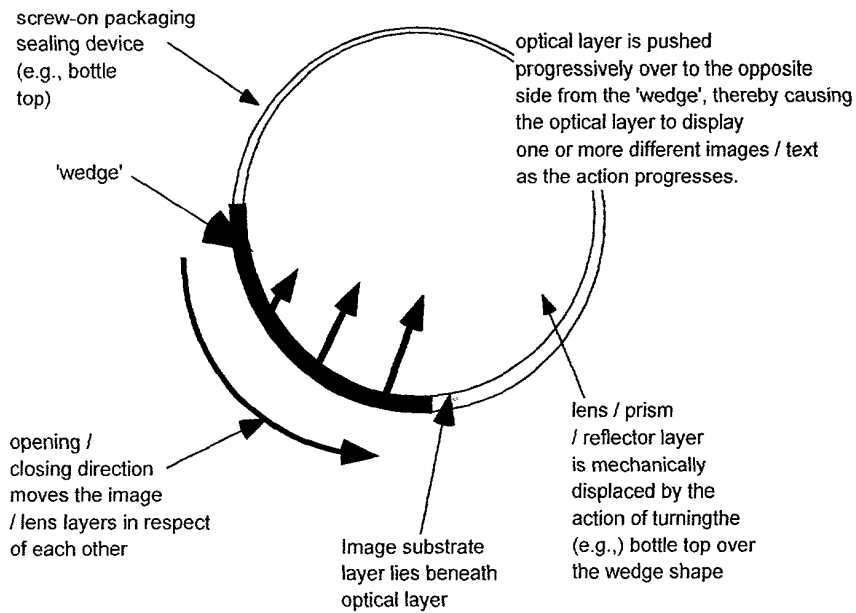 screw-on packaging
sealing device
(e.g., bottle
top)
optical layer is pushed
progressively over to the opposite
side from the 'wedge', thereby causing
the optical layer to display
one or more different images / text
as the action progresses.
'wedge'
opening /
closing direction
moves the image
/ lens layers in respect
of each other
Image substrate
layer lies beneath
optical layer
lens / prism
/ reflector layer
is mechanically
displaced by the
action of turningthe
(e.g.,) bottle top over
the wedge shape